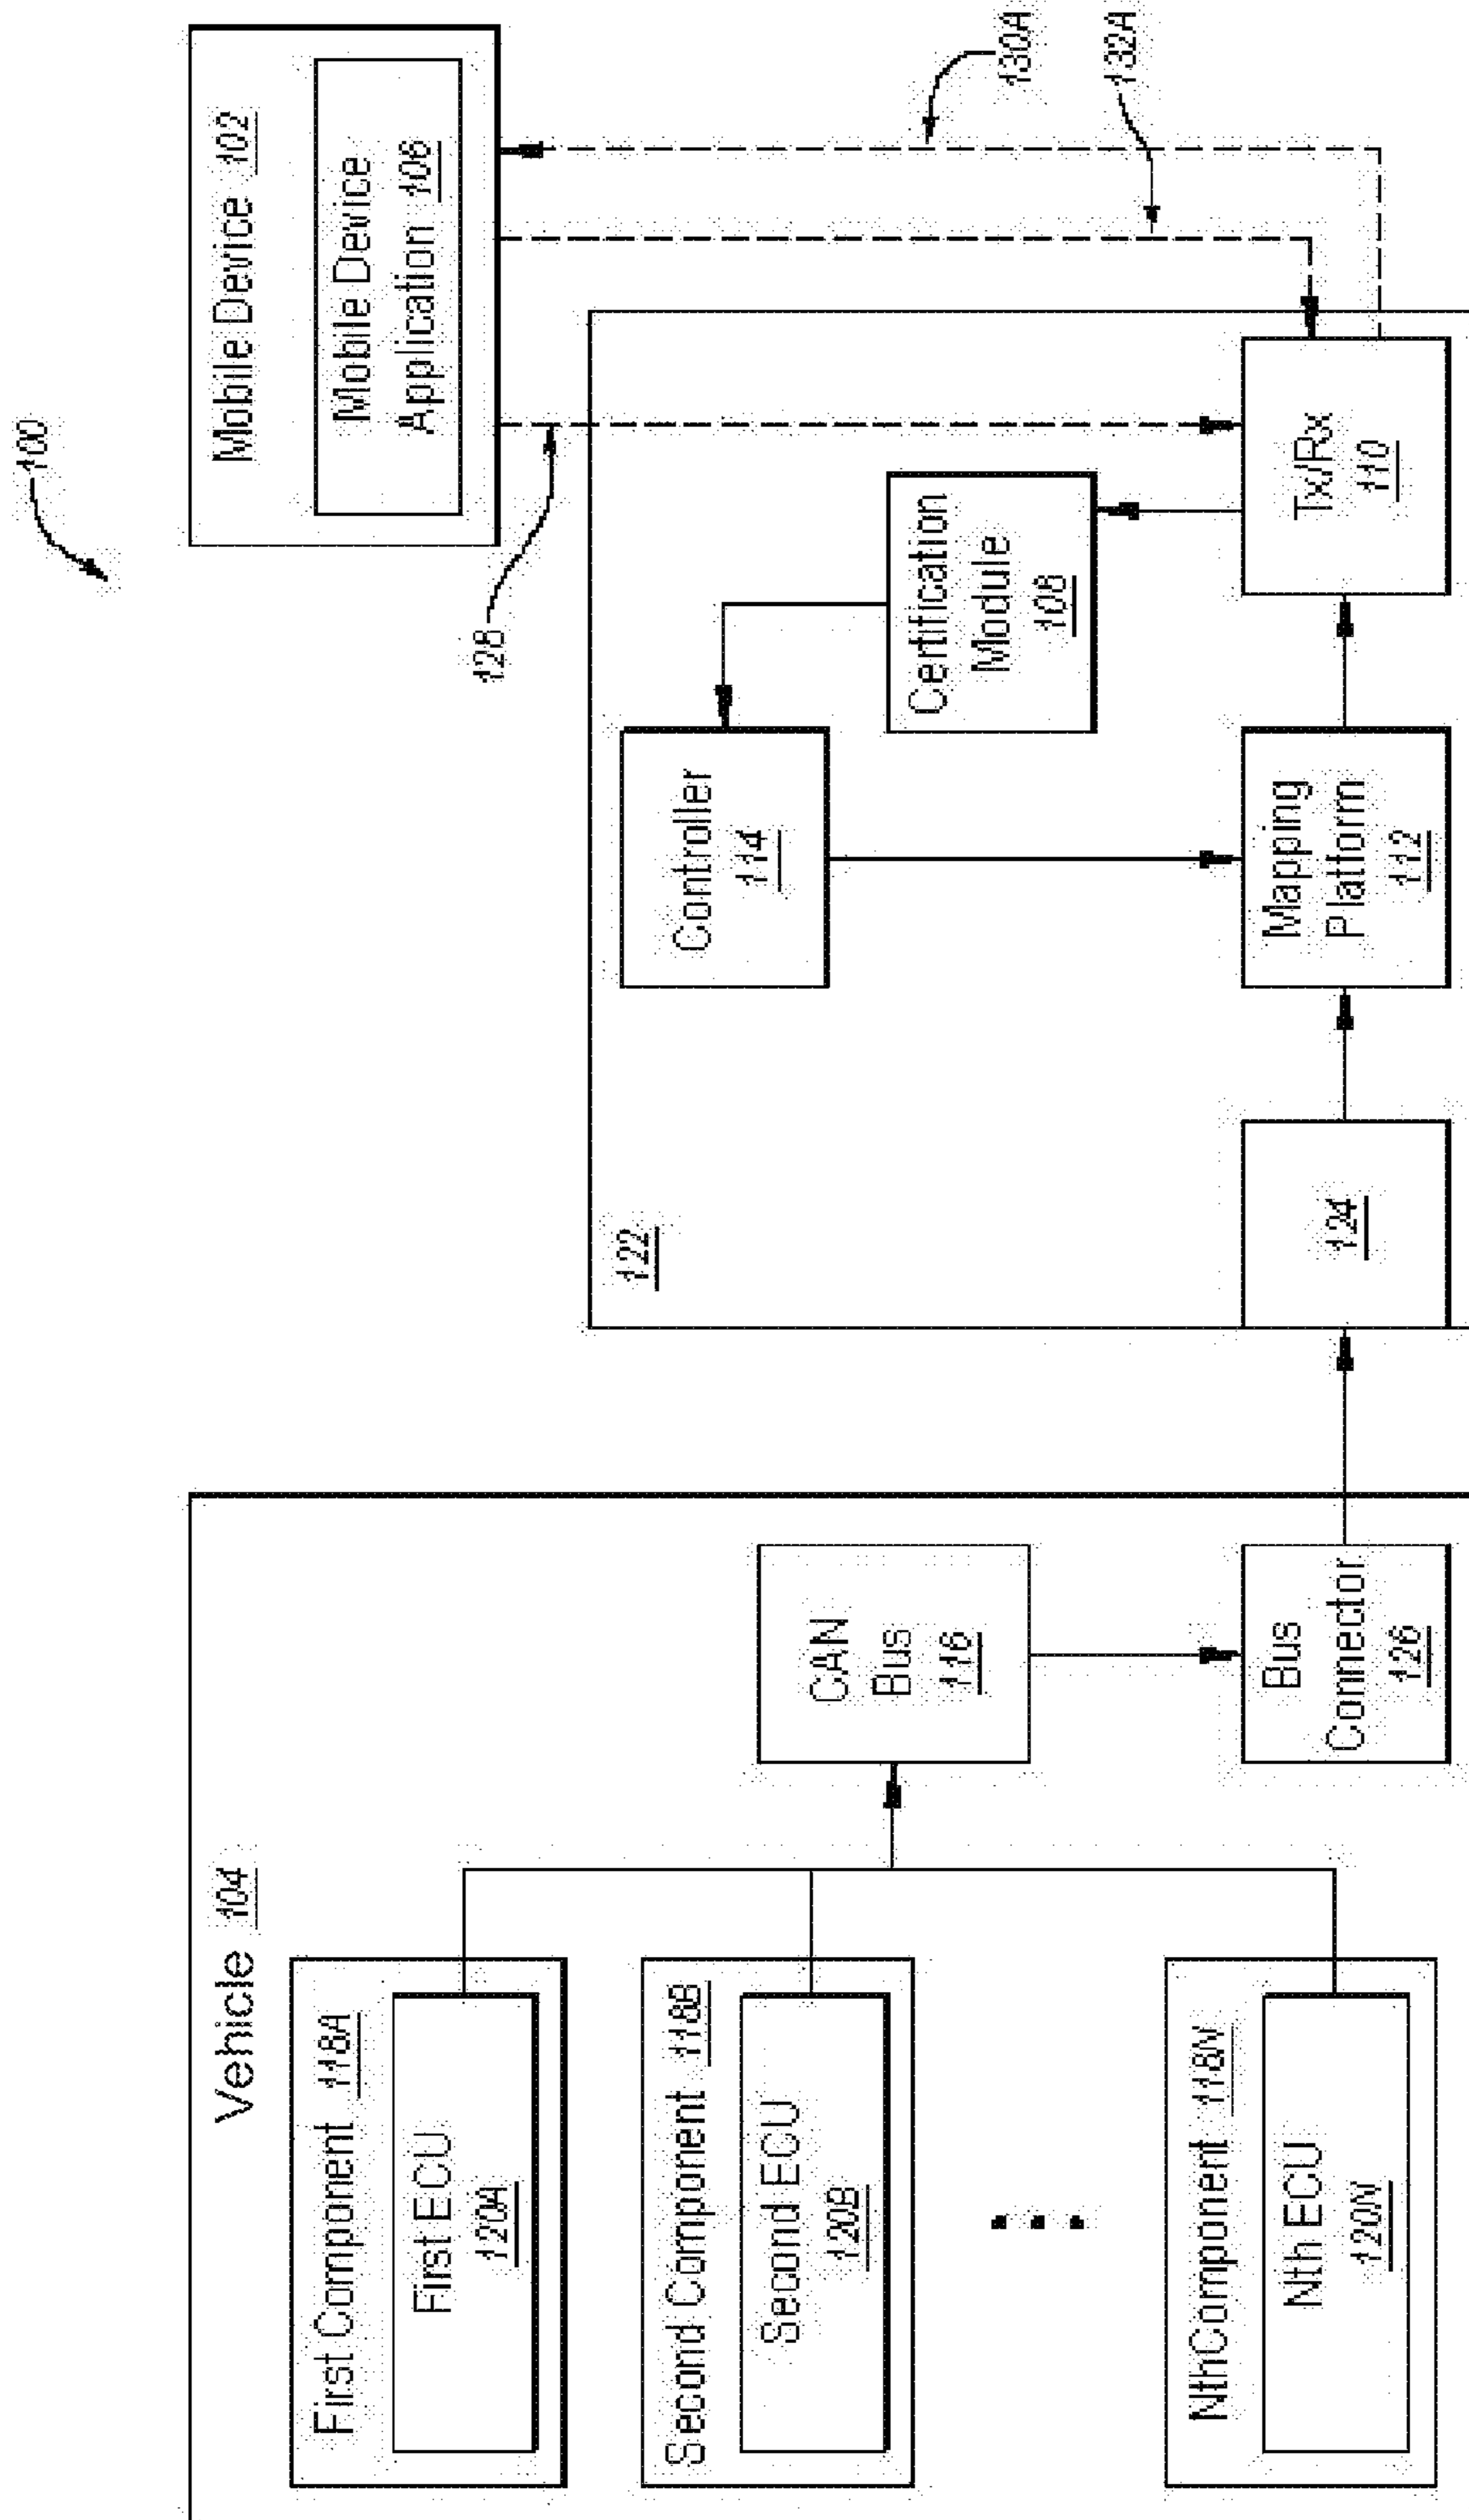 100
Vehicle 104
First Component 118A
First ECU
120A
Second Component 118B
Second ECU
120B
NthComponent 118N
Nth ECU
120N
CAN
Bus
116
Bus
Connector
126
122
124
Controller
114
Certification
Module
108
Mapping
Platform
112
Tx/Rx
110
Mobile Device 102
Mobile Device
Application 106
128
130A
132A